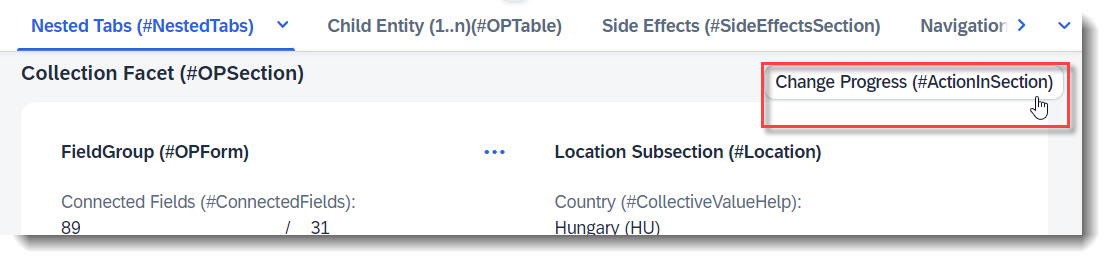 Nested Tabs (#NestedTabs) Child Entity (1..n)(#OPTable) Side Effects (#SideEffectsSection) Navigation
Collection Facet (#OPSection) Change Progress (#ActionInSection)
FieldGroup (#OPForm) ... Location Subsection (#Location)
Connected Fields (#ConnectedFields): Country (#CollectiveValueHelp):
89 / 31 Hungary (HU)